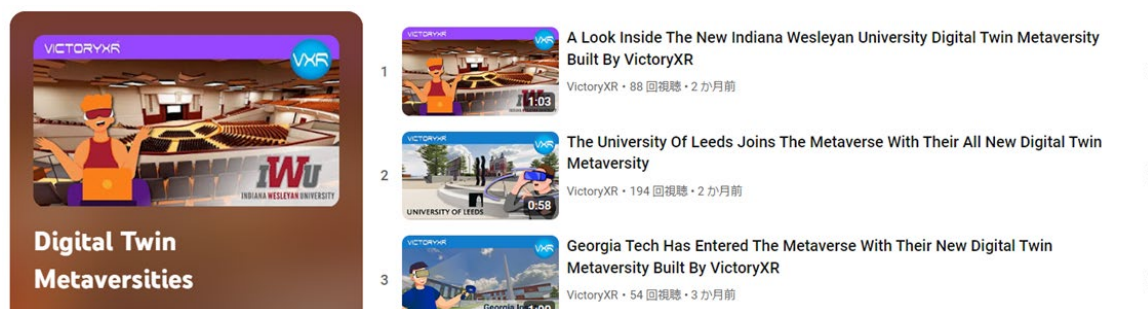 VICTORYXR
VXR
IWU
INDIANA WESLEYAN UNIVERSITY
Digital Twin
Metaversities
1
VICTORYXR
VXR
1:03
A Look Inside The New Indiana Wesleyan University Digital Twin Metaversity
Built By VictoryXR
VictoryXR・88 回視聴・2 か月前
2
VICTORYXR
VXR
UNIVERSITY OF LEEDS
0:58
The University Of Leeds Joins The Metaverse With Their All New Digital Twin
Metaversity
VictoryXR・194 回視聴・2 か月前
3
VICTORYXR
VXR
Georgia
Georgia Tech Has Entered The Metaverse With Their New Digital Twin
Metaversity Built By VictoryXR
VictoryXR・54 回視聴・3 か月前